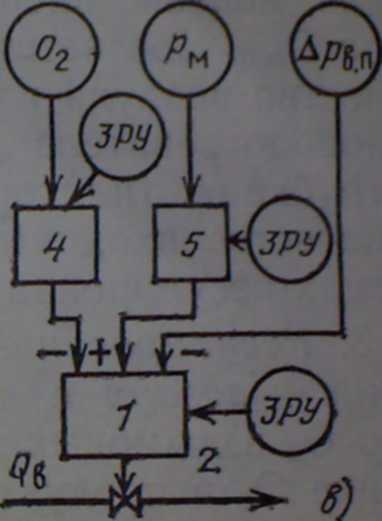 O₂ pм Δpв.п
ЗРУ
4 5 ЗРУ
− + −
1 ЗРУ
2
Qв
в)